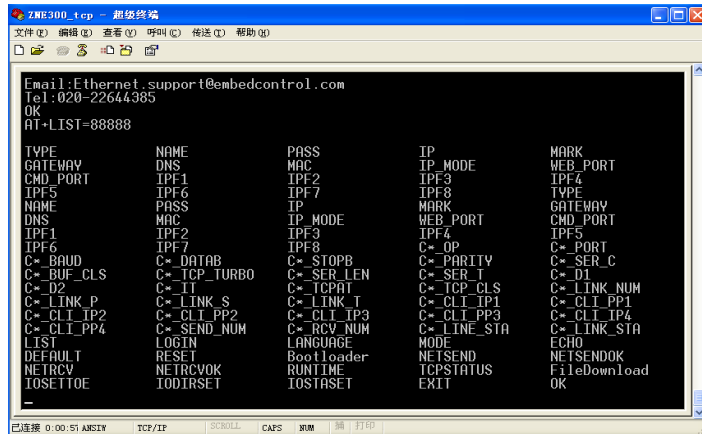 ZNE300_tcp - 超级终端
文件(F) 编辑(E) 查看(V) 呼叫(C) 传送(T) 帮助(H)
Email:Ethernet.support@embedcontrol.com
Tel:020-22644385
OK
AT+LIST=88888
TYPE NAME PASS IP MARK
GATEWAY DNS MAC IP_MODE WEB_PORT
CMD_PORT IPF1 IPF2 IPF3 IPF4
IPF5 IPF6 IPF7 IPF8 TYPE
NAME PASS IP MARK GATEWAY
DNS MAC IP_MODE WEB_PORT CMD_PORT
IPF1 IPF2 IPF3 IPF4 IPF5
IPF6 IPF7 IPF8 C*_OP C*_PORT
C*_BAUD C*_DATAB C*_STOPB C*_PARITY C*_SER_C
C*_BUF_CLS C*_TCP_TURBO C*_SER_LEN C*_SER_T C*_D1
C*_D2 C*_IT C*_TCPAT C*_TCP_CLS C*_LINK_NUM
C*_LINK_P C*_LINK_S C*_LINK_T C*_CLI_IP1 C*_CLI_PP1
C*_CLI_IP2 C*_CLI_PP2 C*_CLI_IP3 C*_CLI_PP3 C*_CLI_IP4
C*_CLI_PP4 C*_SEND_NUM C*_RCV_NUM C*_LINE_STA C*_LINK_STA
LIST LOGIN LANGUAGE MODE ECHO
DEFAULT RESET Bootloader NETSEND NETSENDOK
NETRCV NETRCVOK RUNTIME TCPSTATUS FileDownload
IOSETTOE IODIRSET IOSTASET EXIT OK
_
已连接 0:00:57 ANSIW TCP/IP SCROLL CAPS NUM 捕 打印